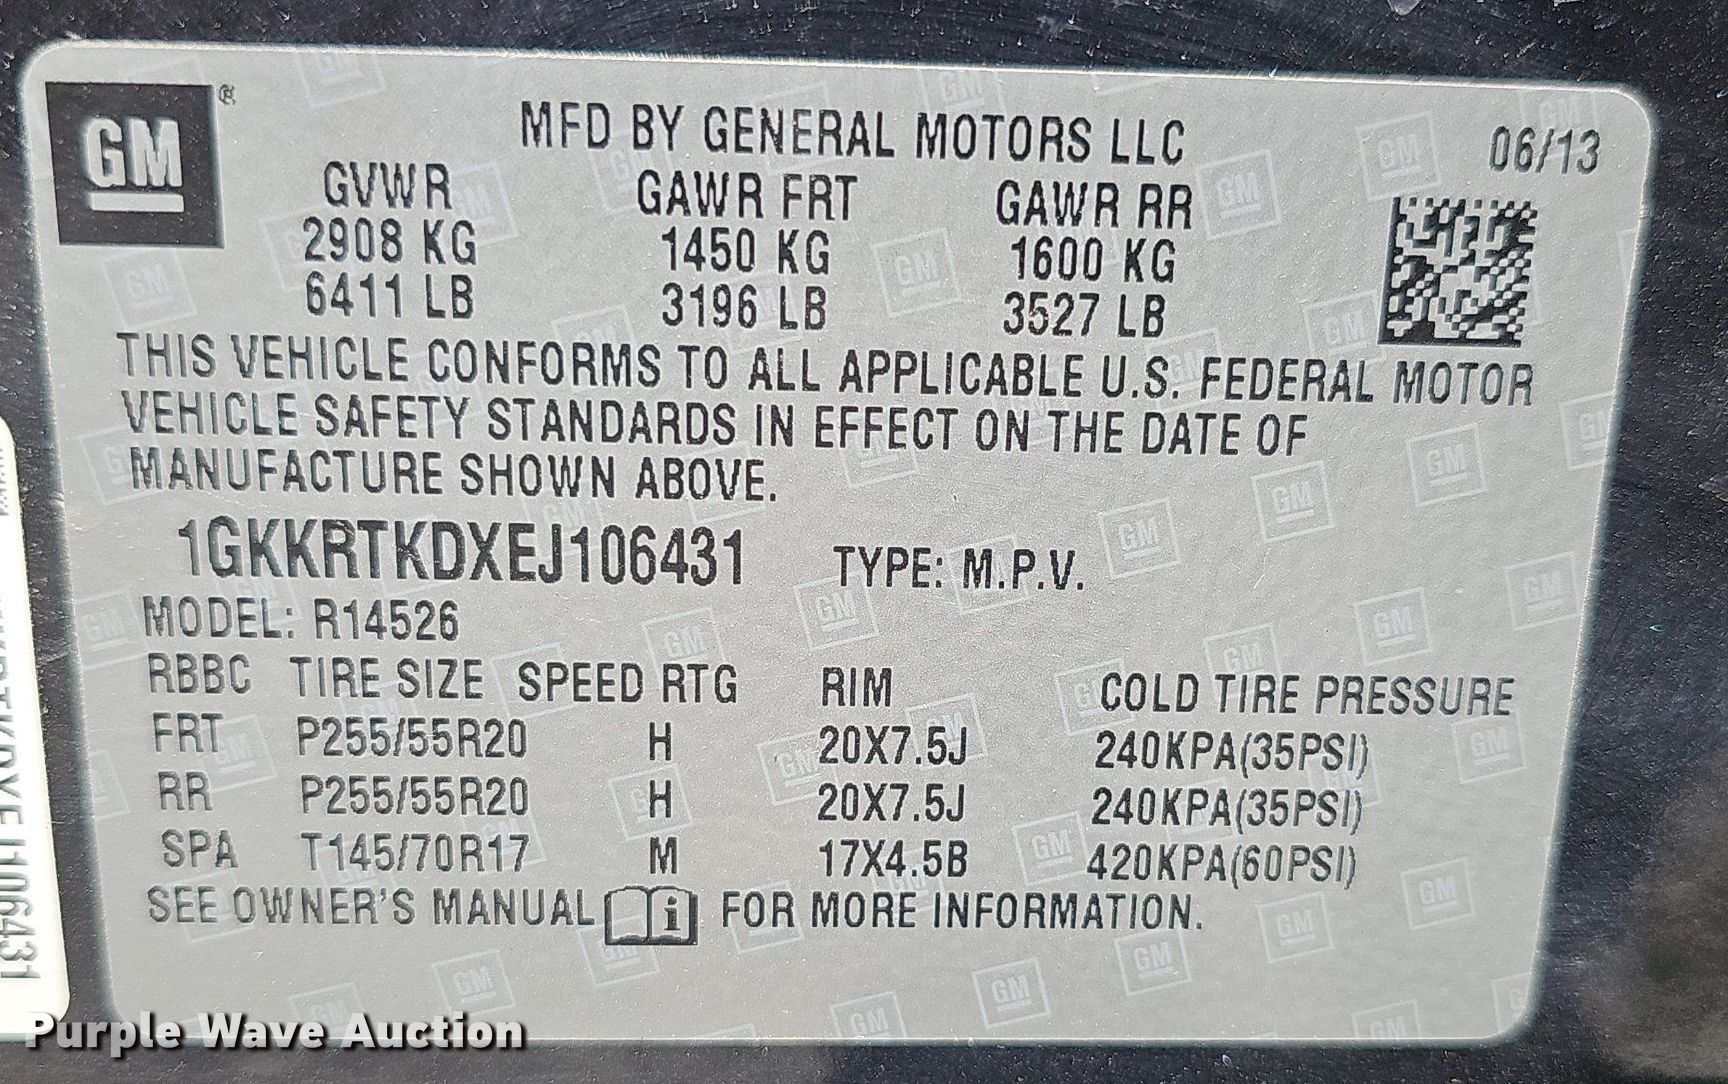 GM®
MFD BY GENERAL MOTORS LLC 06/13
GVWR GAWR FRT GAWR RR
2908 KG 1450 KG 1600 KG
6411 LB 3196 LB 3527 LB
THIS VEHICLE CONFORMS TO ALL APPLICABLE U.S. FEDERAL MOTOR
VEHICLE SAFETY STANDARDS IN EFFECT ON THE DATE OF
MANUFACTURE SHOWN ABOVE.
1GKKRTKDXEJ106431 TYPE: M.P.V.
MODEL: R14526
RBBC TIRE SIZE SPEED RTG RIM COLD TIRE PRESSURE
FRT P255/55R20 H 20X7.5J 240KPA(35PSI)
RR P255/55R20 H 20X7.5J 240KPA(35PSI)
SPA T145/70R17 M 17X4.5B 420KPA(60PSI)
SEE OWNER'S MANUAL i FOR MORE INFORMATION.
Purple Wave Auction